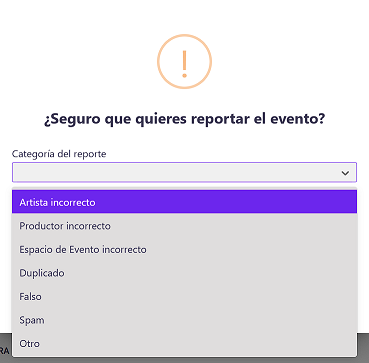 ¿Seguro que quieres reportar el evento?
Categoría del reporte
Artista incorrecto
Productor incorrecto
Espacio de Evento incorrecto
Duplicado
Falso
Spam
Otro
RA